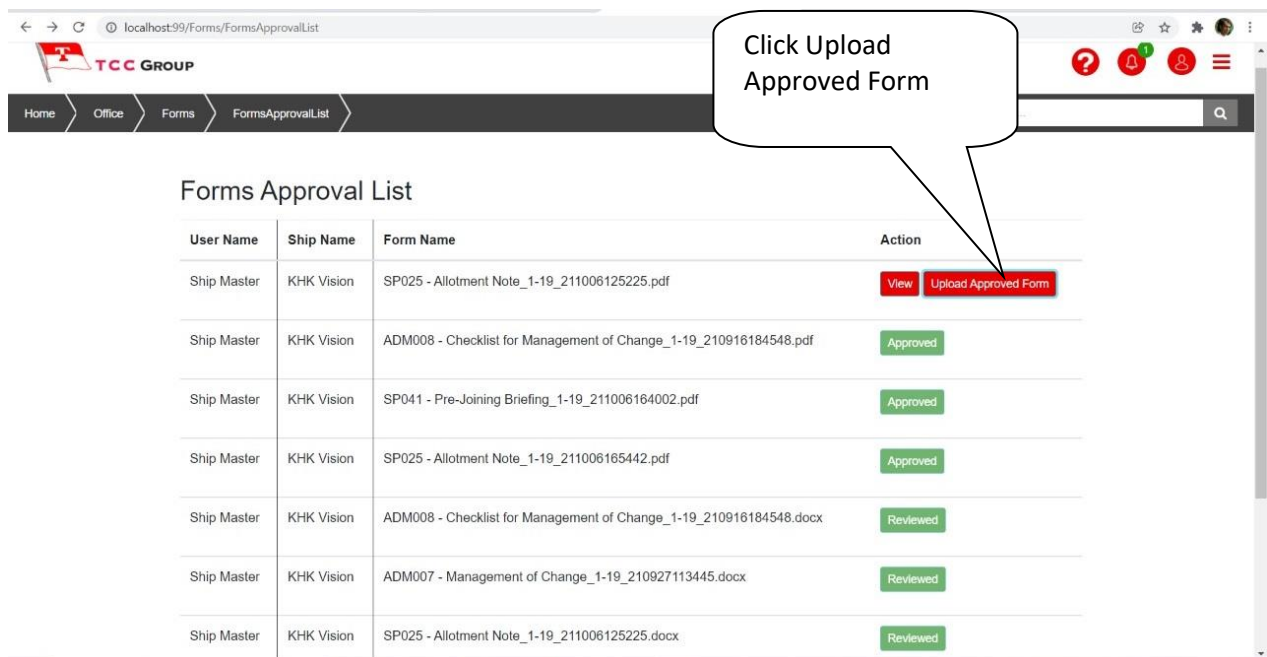 localhost:99/Forms/FormsApprovalList
Click Upload
Approved Form
T
TCC GROUP
?
1
Home Office Forms FormsApprovalList
...
Forms Approval List
User Name Ship Name Form Name Action
Ship Master KHK Vision SP025 - Allotment Note_1-19_211006125225.pdf View Upload Approved Form
Ship Master KHK Vision ADM008 - Checklist for Management of Change_1-19_210916184548.pdf Approved
Ship Master KHK Vision SP041 - Pre-Joining Briefing_1-19_211006164002.pdf Approved
Ship Master KHK Vision SP025 - Allotment Note_1-19_211006165442.pdf Approved
Ship Master KHK Vision ADM008 - Checklist for Management of Change_1-19_210916184548.docx Reviewed
Ship Master KHK Vision ADM007 - Management of Change_1-19_210927113445.docx Reviewed
Ship Master KHK Vision SP025 - Allotment Note_1-19_211006125225.docx Reviewed